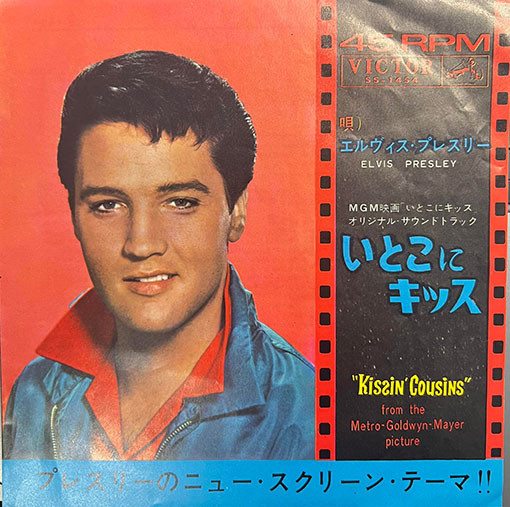 45 RPM
VICTOR
SS-1454
唄)
エルヴィス・プレスリー
ELVIS PRESLEY
MGM映画「いとこにキッス
オリジナル・サウンドトラック
いとこに
キッス
"Kissin' Cousins"
from the
Metro-Goldwyn-Mayer
picture
プレスリーのニュー・スクリーン・テーマ!!